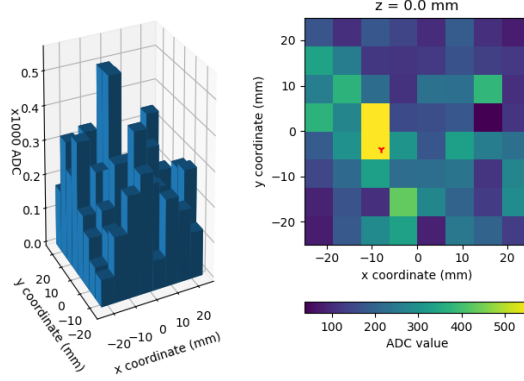 z = 0.0 mm
0.5
0.4
0.3
0.2
0.1
0.0
x1000 ADC
20
10
0
−10
−20
y coordinate (mm)
−20
−10
0
10
20
x coordinate (mm)
20
10
0
−10
−20
y coordinate (mm)
−20 −10 0 10 20
x coordinate (mm)
100 200 300 400 500
ADC value